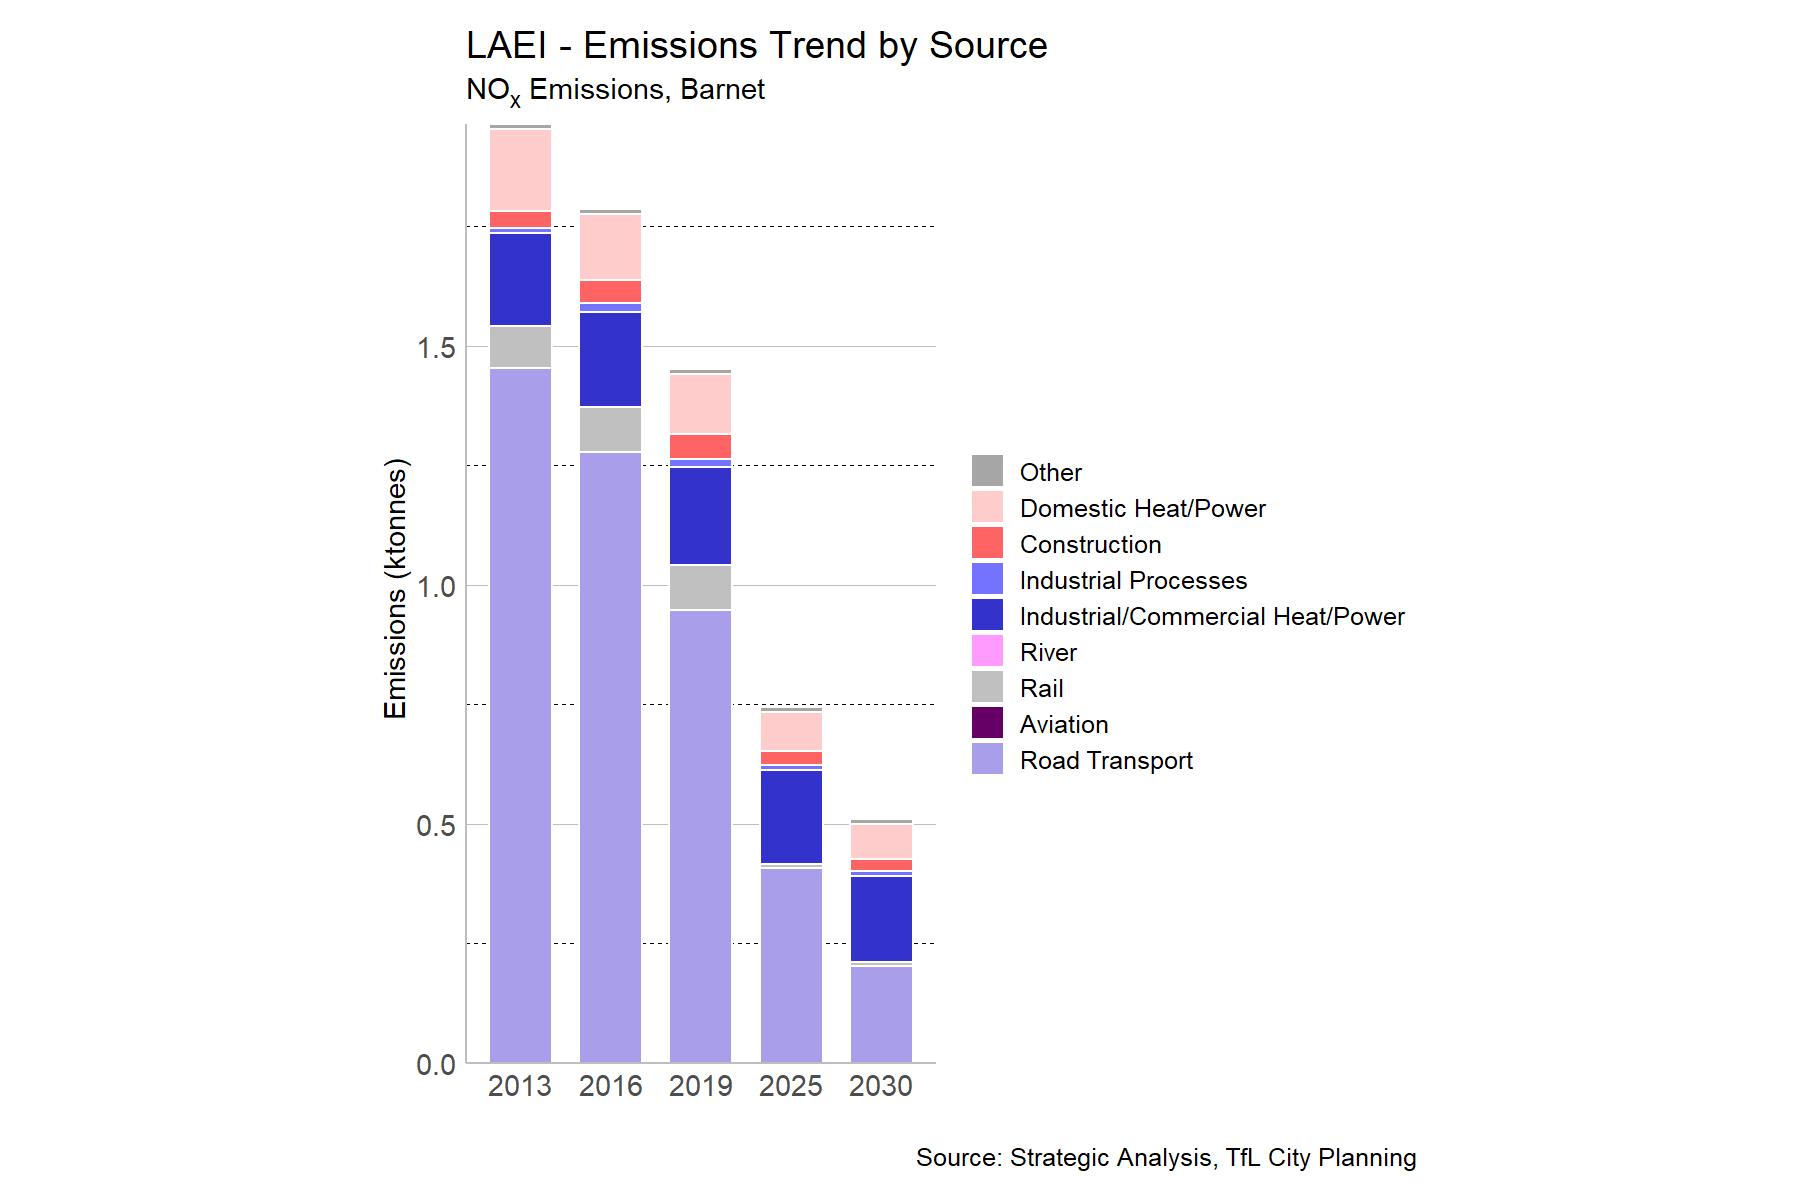 LAEI - Emissions Trend by Source
NOx Emissions, Barnet
Emissions (ktonnes)
1.5
1.0
0.5
0.0
2013 2016 2019 2025 2030
Other
Domestic Heat/Power
Construction
Industrial Processes
Industrial/Commercial Heat/Power
River
Rail
Aviation
Road Transport
Source: Strategic Analysis, TfL City Planning